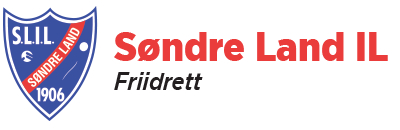 S.L.I.L.
SØNDRE LAND
1906
Søndre Land IL
Friidrett